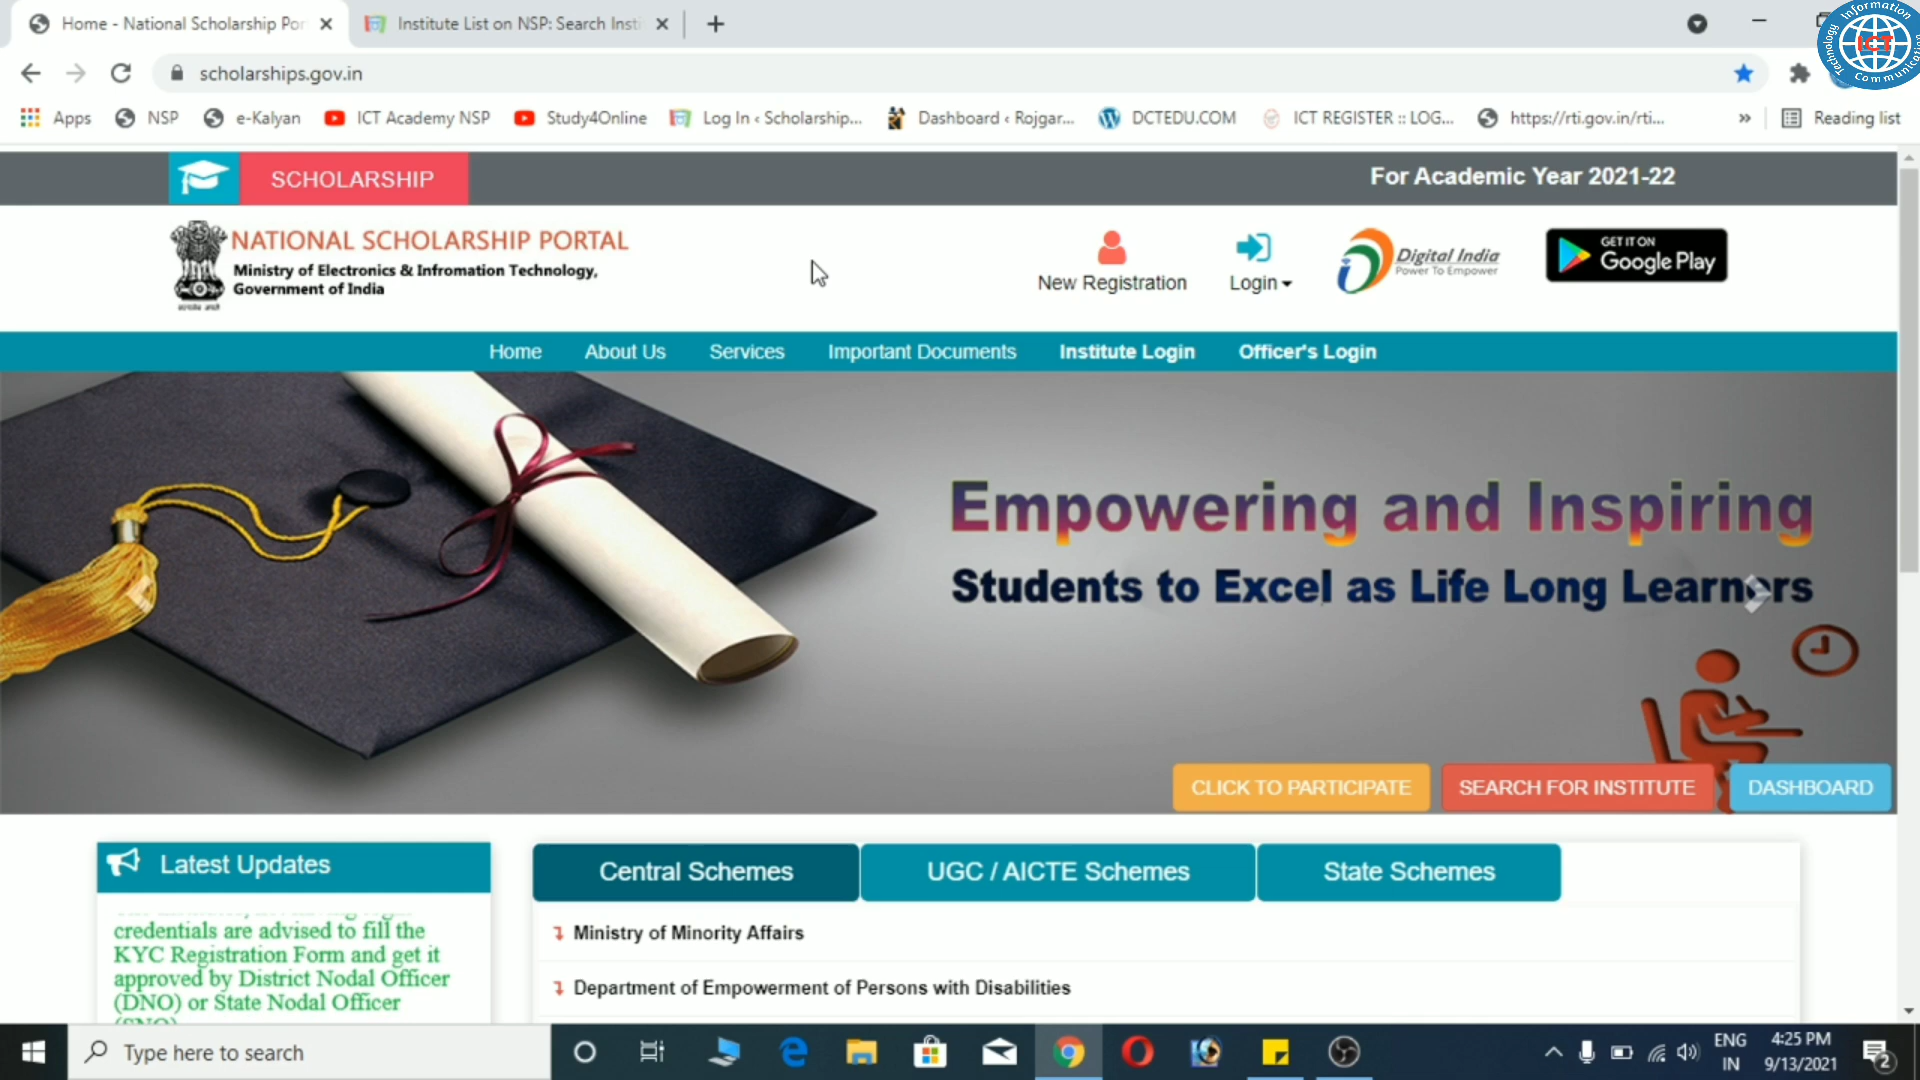 Home - National Scholarship Por
Institute List on NSP: Search Insti
scholarships.gov.in
Information
Communication
Technology
ICT
Apps
NSP
e-Kalyan
ICT Academy NSP
Study4Online
Log In ‹ Scholarship...
Dashboard ‹ Rojgar...
DCTEDU.COM
ICT REGISTER :: LOG...
https://rti.gov.in/rti...
»
Reading list
SCHOLARSHIP
For Academic Year 2021-22
NATIONAL SCHOLARSHIP PORTAL
Ministry of Electronics & Infromation Technology,
Government of India
New Registration
Login
Digital India
Power To Empower
GET IT ON
Google Play
Home
About Us
Services
Important Documents
Institute Login
Officer's Login
Empowering and Inspiring
Students to Excel as Life Long Learners
CLICK TO PARTICIPATE
SEARCH FOR INSTITUTE
DASHBOARD
Latest Updates
credentials are advised to fill the
KYC Registration Form and get it
approved by District Nodal Officer
(DNO) or State Nodal Officer
Central Schemes
UGC / AICTE Schemes
State Schemes
Ministry of Minority Affairs
Department of Empowerment of Persons with Disabilities
Type here to search
ENG
IN
4:25 PM
9/13/2021
2